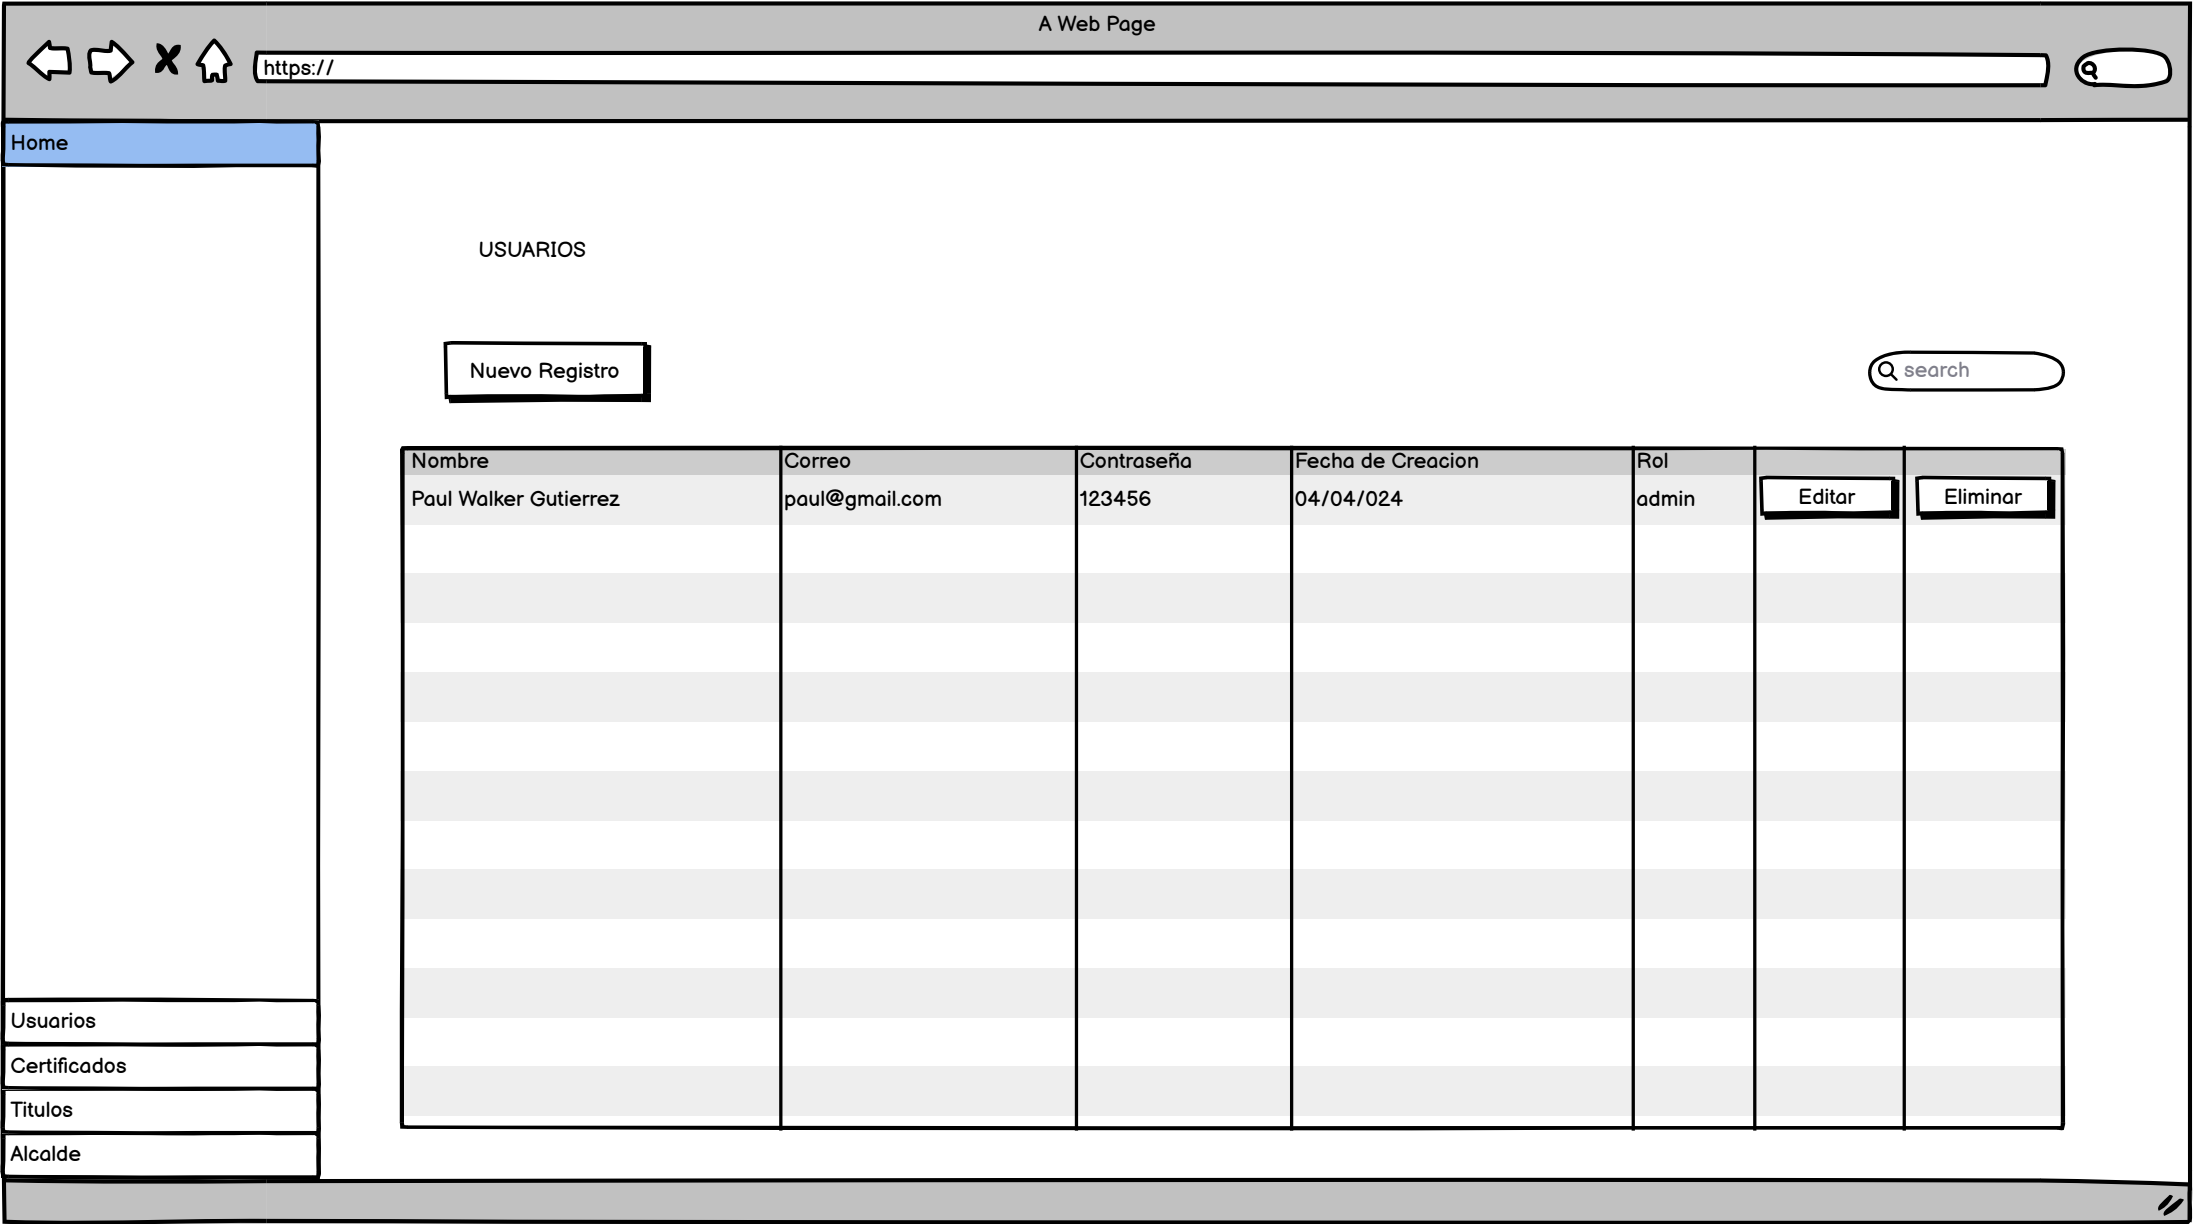 A Web Page
https://
Home
USUARIOS
Nuevo Registro
search
Nombre Correo Contraseña Fecha de Creacion Rol
Paul Walker Gutierrez paul@gmail.com 123456 04/04/024 admin Editar Eliminar
Usuarios
Certificados
Titulos
Alcalde